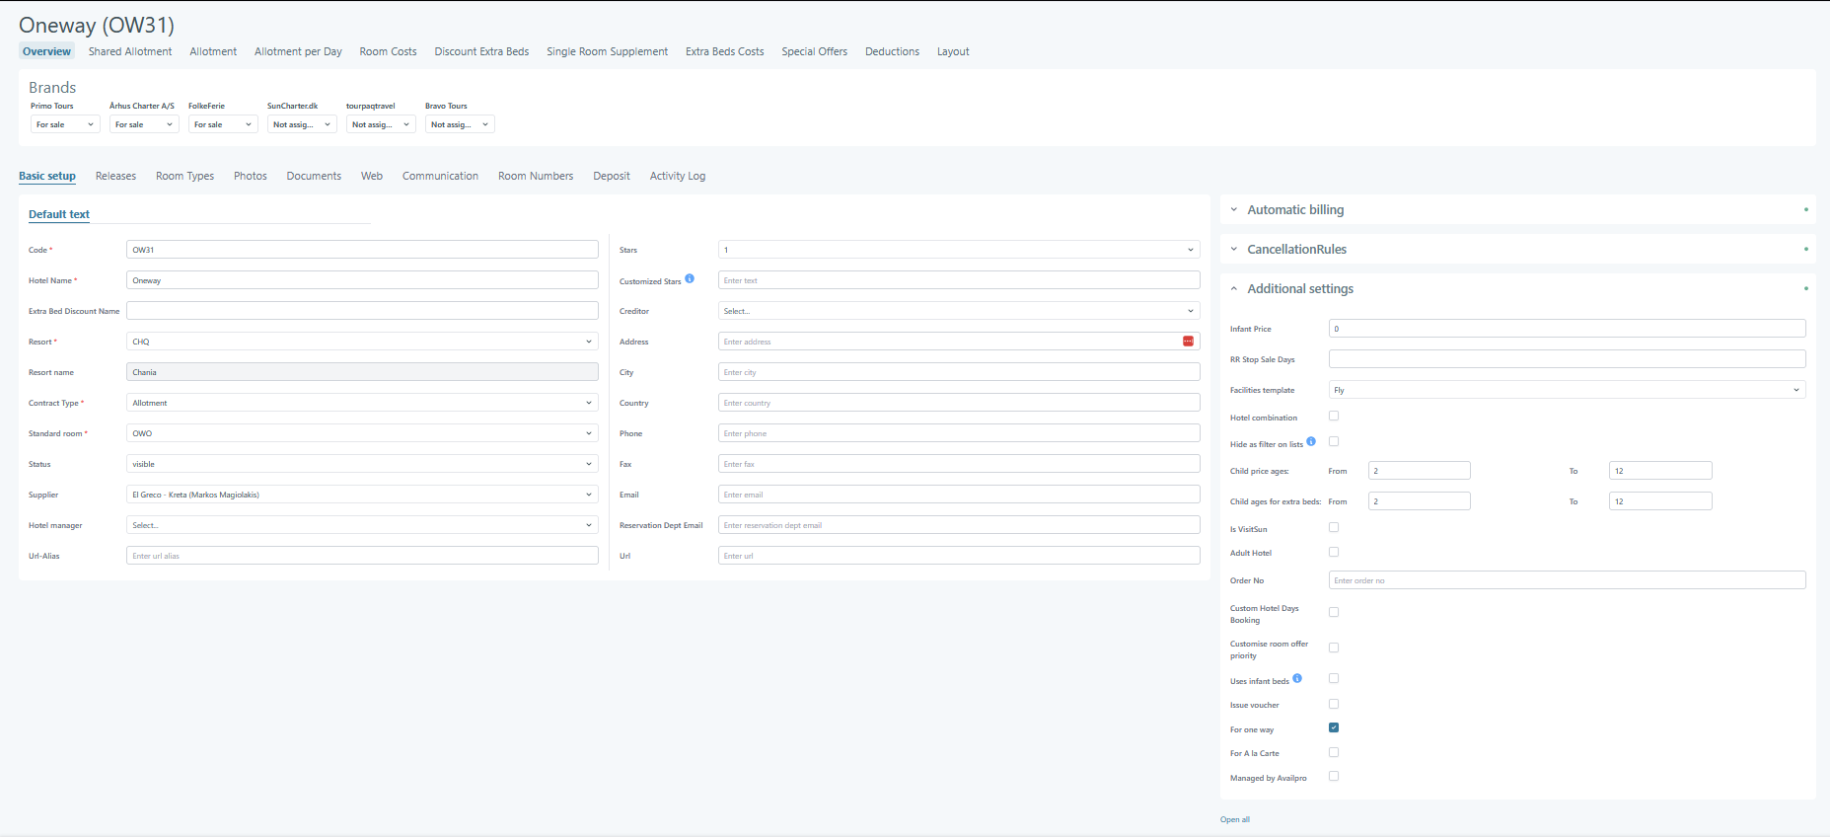 Oneway (OW31)
Overview Shared Allotment Allotment Allotment per Day Room Costs Discount Extra Beds Single Room Supplement Extra Beds Costs Special Offers Deductions Layout
Brands
Primo Tours Århus Charter A/S FolkeFerie SunCharter.dk tourpaqtravel Bravo Tours
For sale For sale For sale Not assig... Not assig... Not assig...
Basic setup Releases Room Types Photos Documents Web Communication Room Numbers Deposit Activity Log
Default text
Code * OW31
Hotel Name * Oneway
Extra Bed Discount Name
Resort * CHQ
Resort name Chania
Contract Type * Allotment
Standard room * OWO
Status visible
Supplier El Greco - Kreta (Markos Magiolakis)
Hotel manager Select...
Url-Alias Enter url alias
Stars 1
Customized Stars Enter text
Creditor Select...
Address Enter address
City Enter city
Country Enter country
Phone Enter phone
Fax Enter fax
Email Enter email
Reservation Dept Email Enter reservation dept email
Url Enter url
Automatic billing
CancellationRules
Additional settings
Infant Price 0
RR Stop Sale Days
Facilities template Fly
Hotel combination
Hide as filter on lists
Child price ages: From 2 To 12
Child ages for extra beds: From 2 To 12
Is VisitSun
Adult Hotel
Order No Enter order no
Custom Hotel Days
Booking
Customise room offer
priority
Uses infant beds
Issue voucher
For one way
For A la Carte
Managed by Availpro
Open all